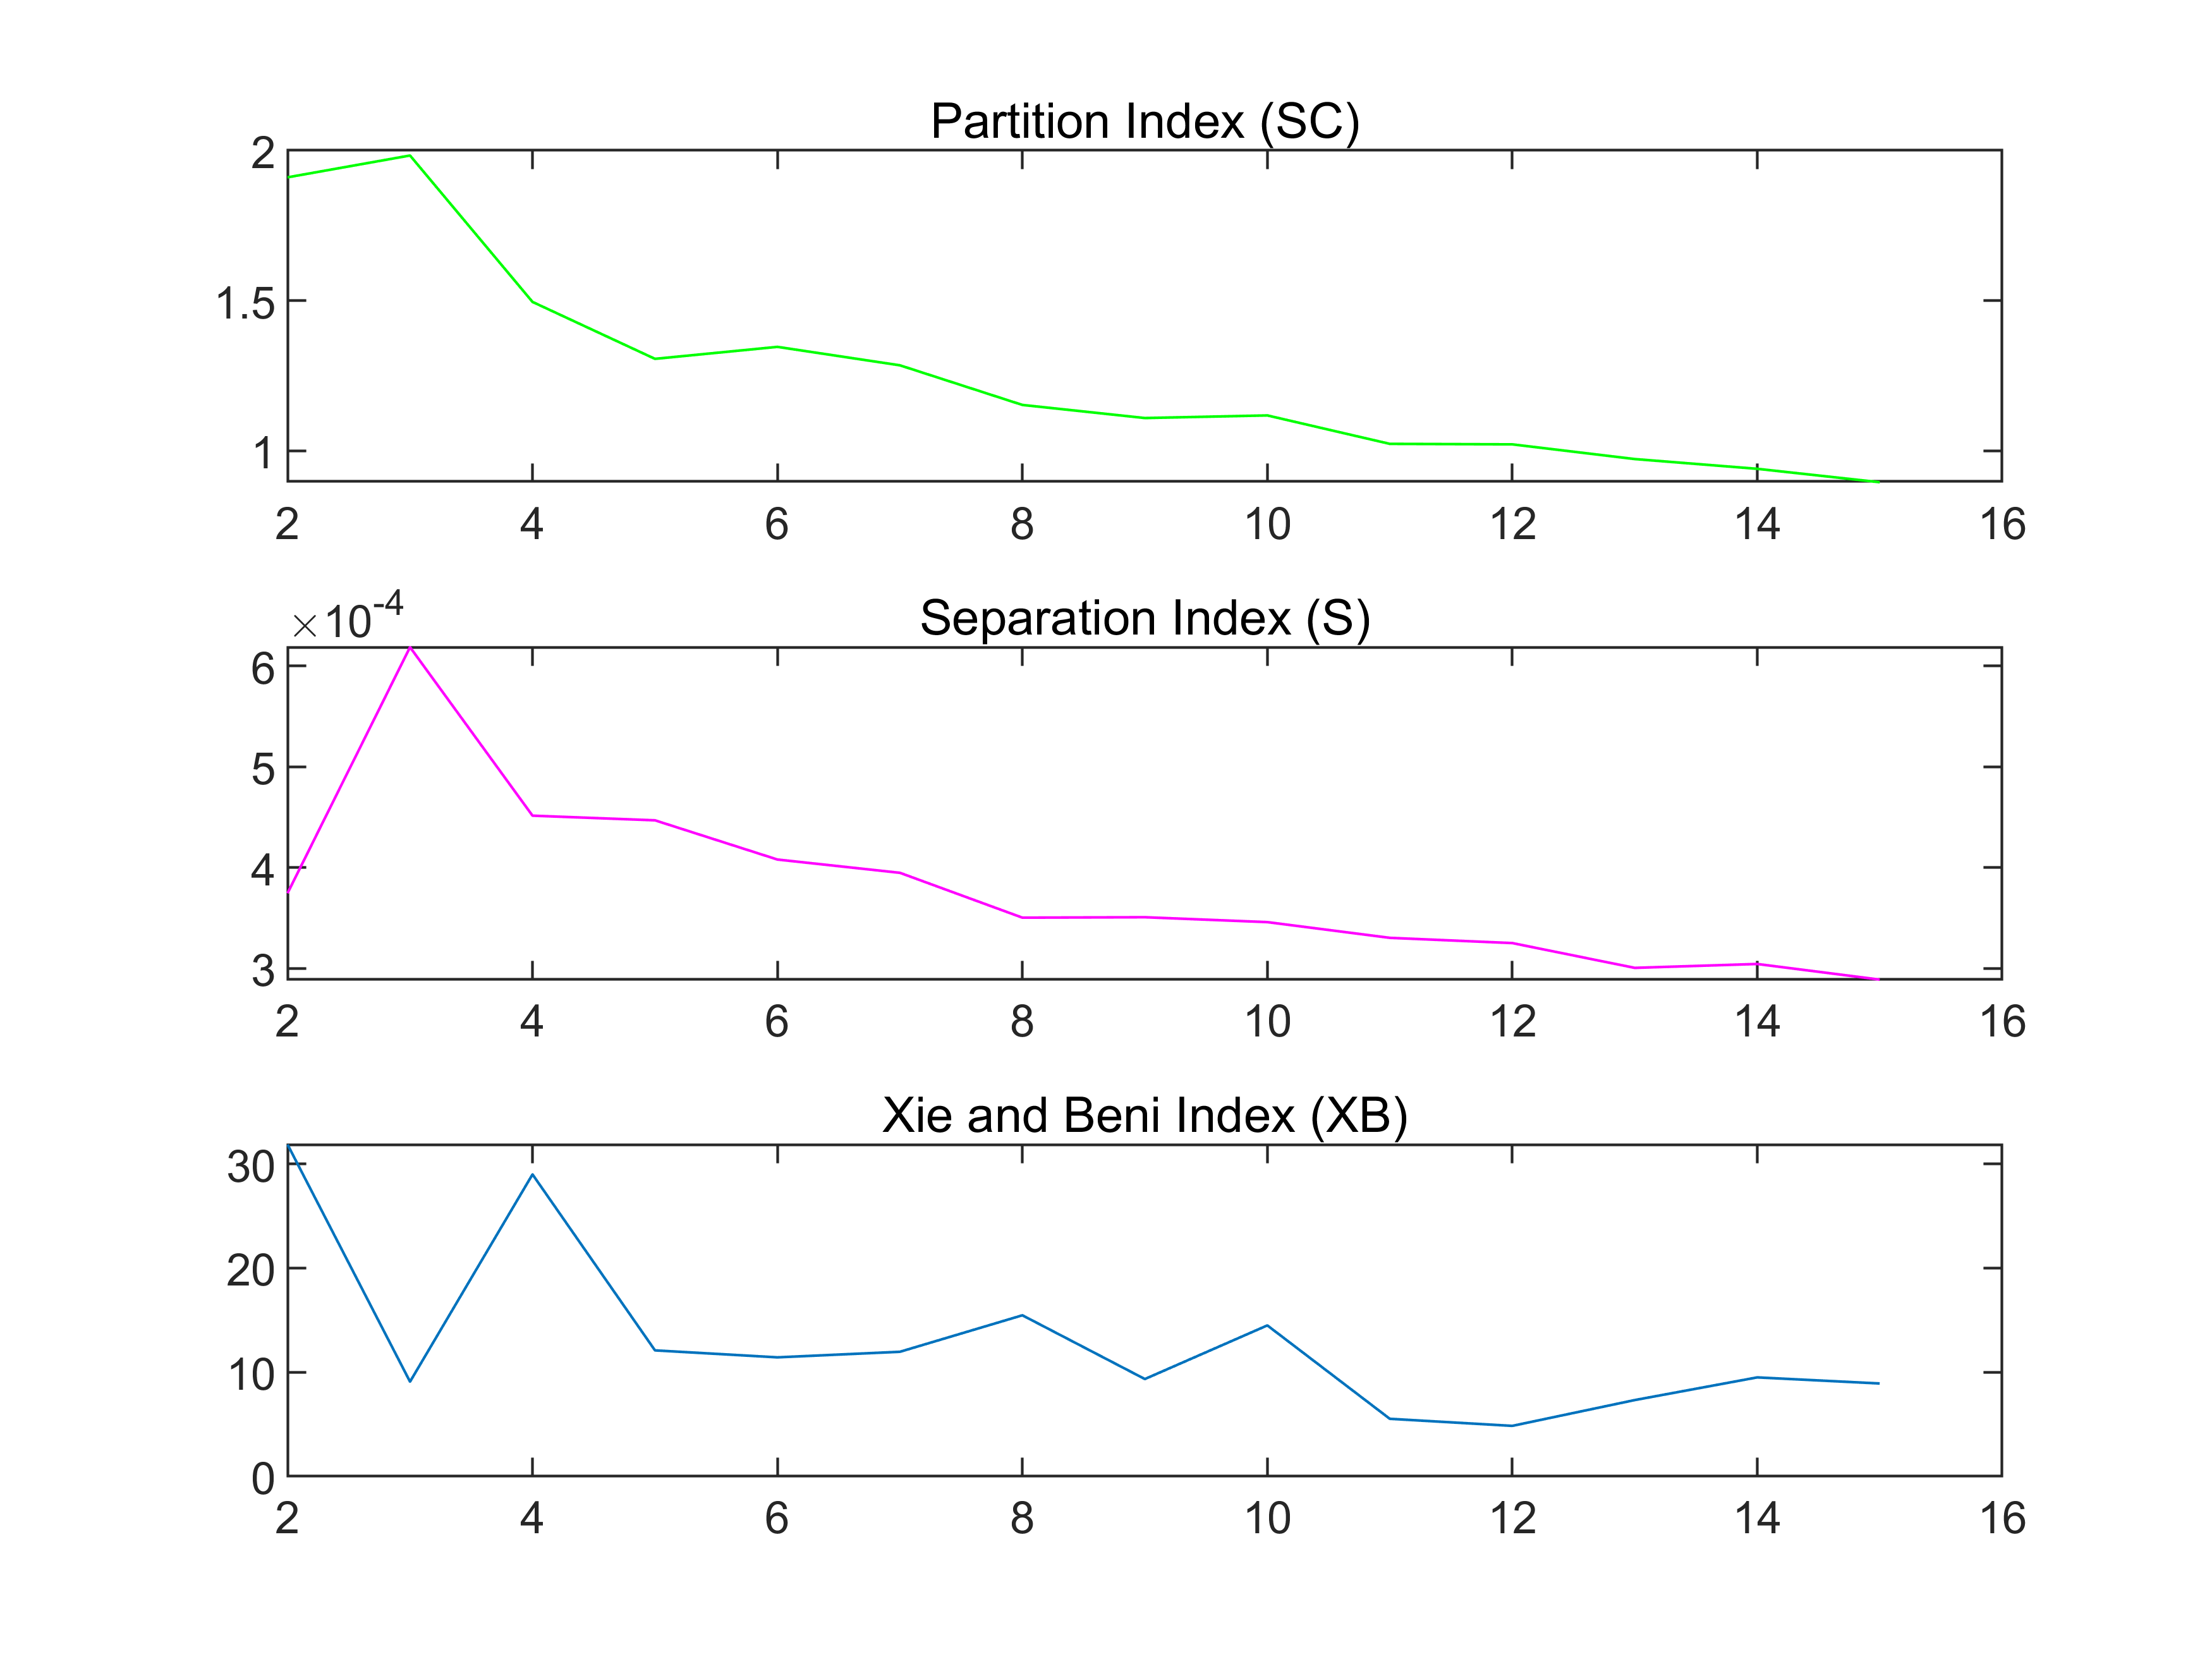 Partition Index (SC)
2
1.5
1
2 4 6 8 10 12 14 16
×10-4
Separation Index (S)
6
5
4
3
2 4 6 8 10 12 14 16
Xie and Beni Index (XB)
30
20
10
0
2 4 6 8 10 12 14 16